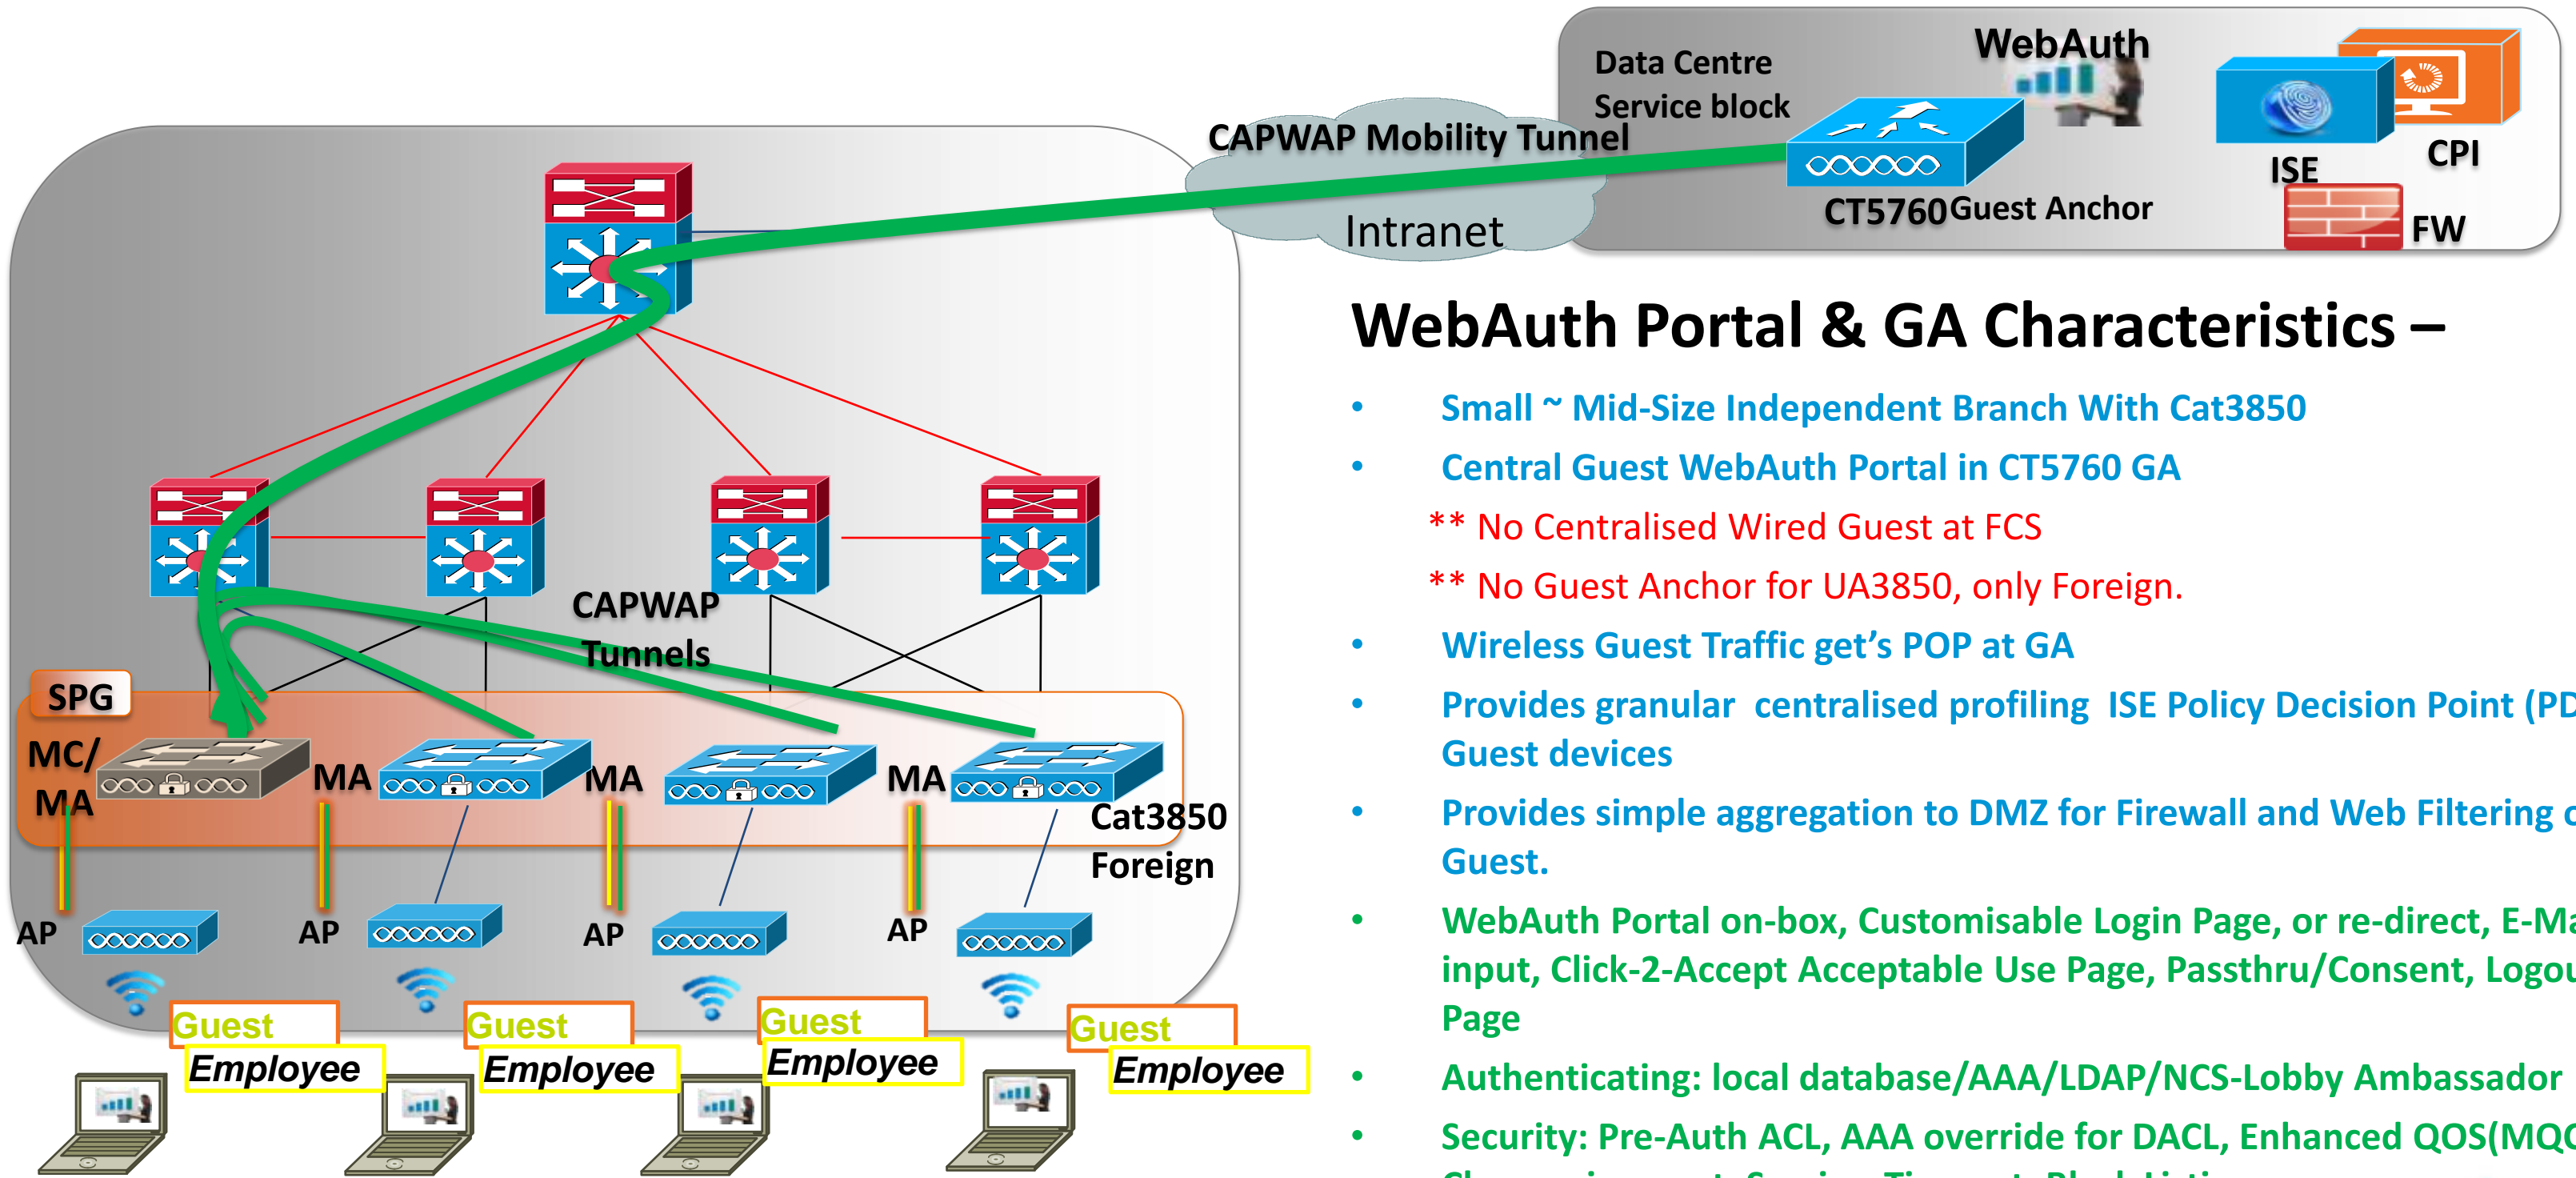 Data Centre
Service block
WebAuth
ISE
CPI
FW
CT5760
Guest Anchor
CAPWAP Mobility Tunnel
Intranet
CAPWAP
Tunnels
SPG
MC/
MA
MA
MA
MA
Cat3850
Foreign
AP
AP
AP
AP
Guest
Employee
Guest
Employee
Guest
Employee
Guest
Employee
WebAuth Portal & GA Characteristics –
• Small ~ Mid-Size Independent Branch With Cat3850
• Central Guest WebAuth Portal in CT5760 GA
** No Centralised Wired Guest at FCS
** No Guest Anchor for UA3850, only Foreign.
• Wireless Guest Traffic get's POP at GA
• Provides granular centralised profiling ISE Policy Decision Point
Guest devices
• Provides simple aggregation to DMZ for Firewall and Web Filtering
Guest.
• WebAuth Portal on-box, Customisable Login Page, or re-direct,
input, Click-2-Accept Acceptable Use Page, Passthru/Consent,
Page
• Authenticating: local database/AAA/LDAP/NCS-Lobby Ambassador
• Security: Pre-Auth ACL, AAA override for DACL, Enhanced